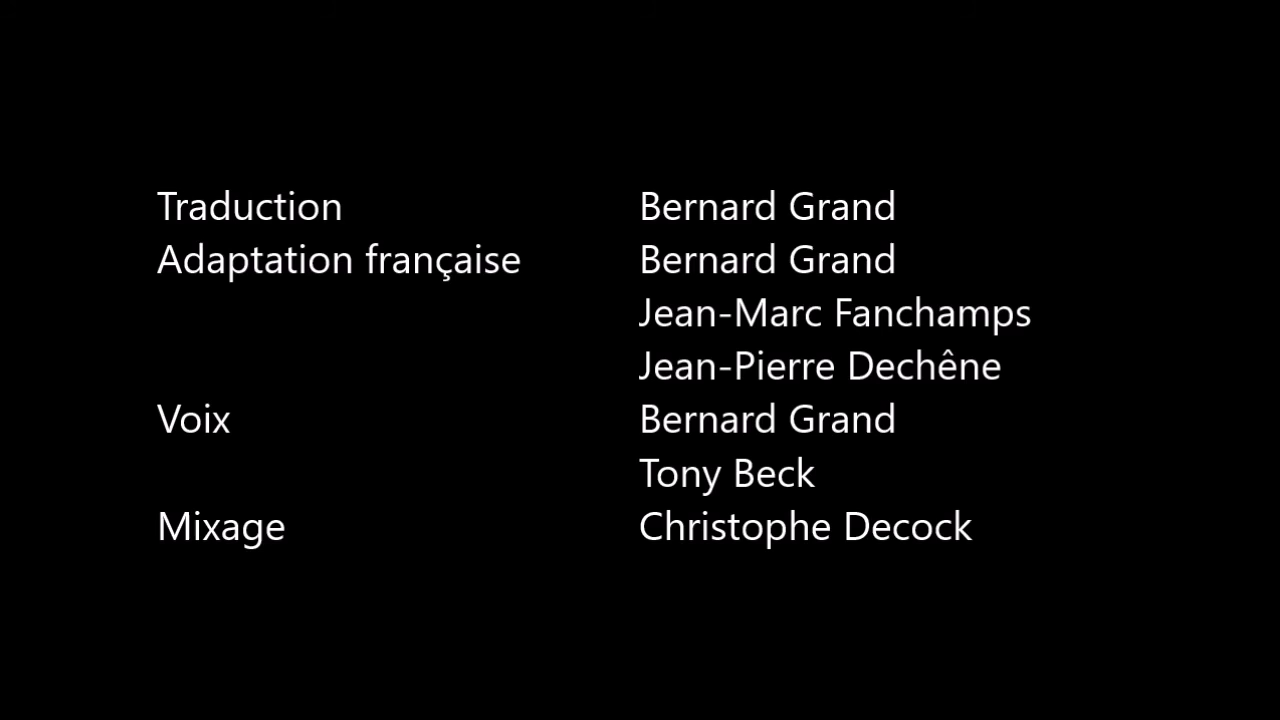 Traduction Bernard Grand
Adaptation française Bernard Grand
Jean-Marc Fanchamps
Jean-Pierre Dechêne
Voix Bernard Grand
Tony Beck
Mixage Christophe Decock